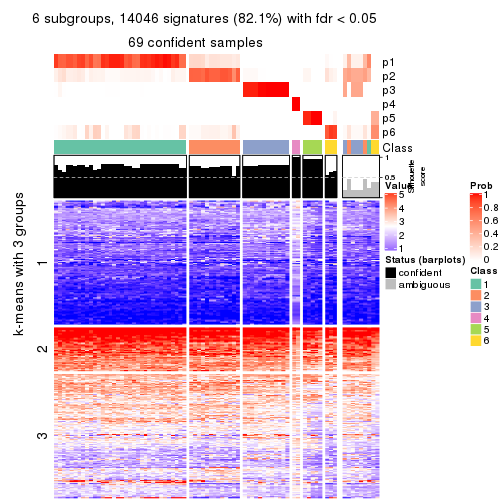 6 subgroups, 14046 signatures (82.1%) with fdr < 0.05
69 confident samples
p1
p2
p3
p4
p5
p6
Class
1
0.5
Silhouette
score
k-means with 3 groups
1
2
3
Value
5
4
3
2
1
Status (barplots)
confident
ambiguous
Prob
1
0.8
0.6
0.4
0.2
0
Class
1
2
3
4
5
6